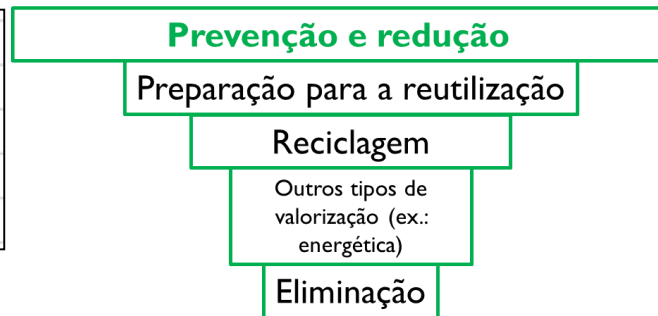 Prevenção e redução
Preparação para a reutilização
Reciclagem
Outros tipos de
valorização (ex.:
energética)
Eliminação